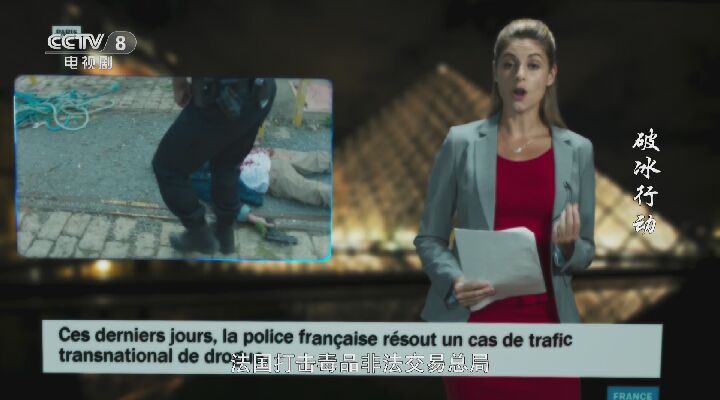 PARIS
CCTV 8
电视剧
破冰行动
Ces derniers jours, la police française résout un cas de trafic
transnational de
法国打击毒品非法交易总局
FRANCE